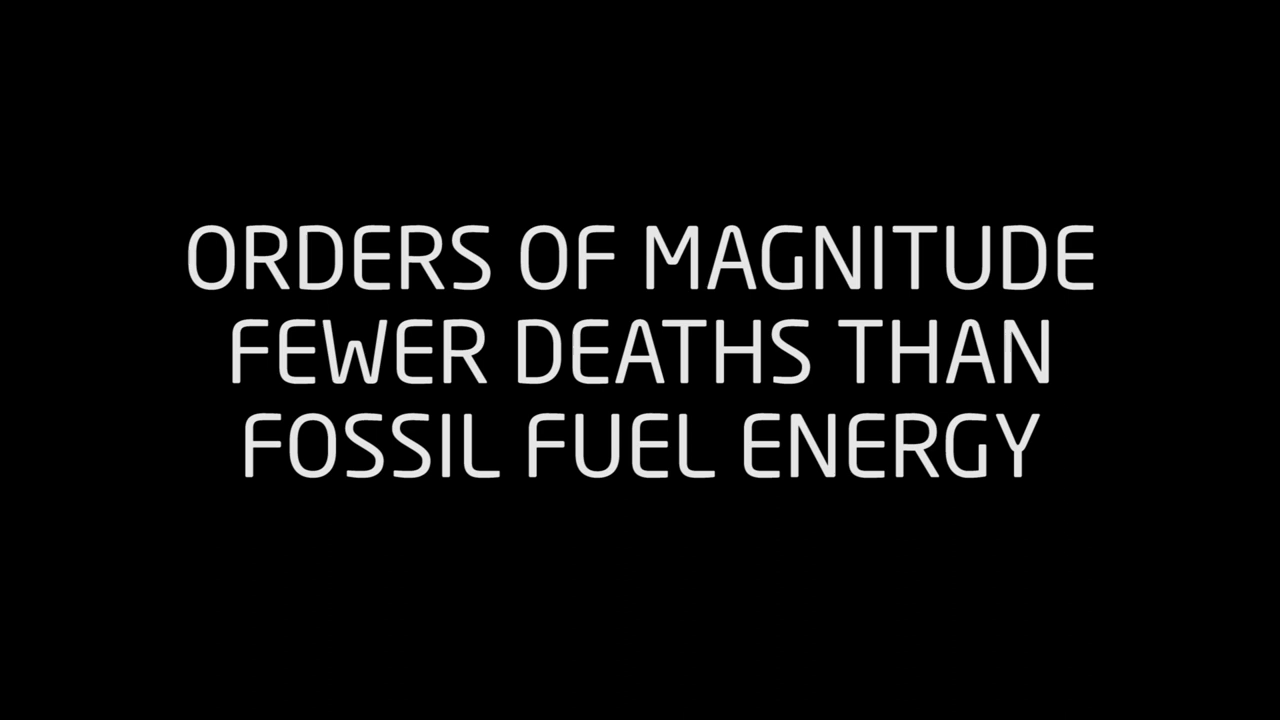 ORDERS OF MAGNITUDE
FEWER DEATHS THAN
FOSSIL FUEL ENERGY